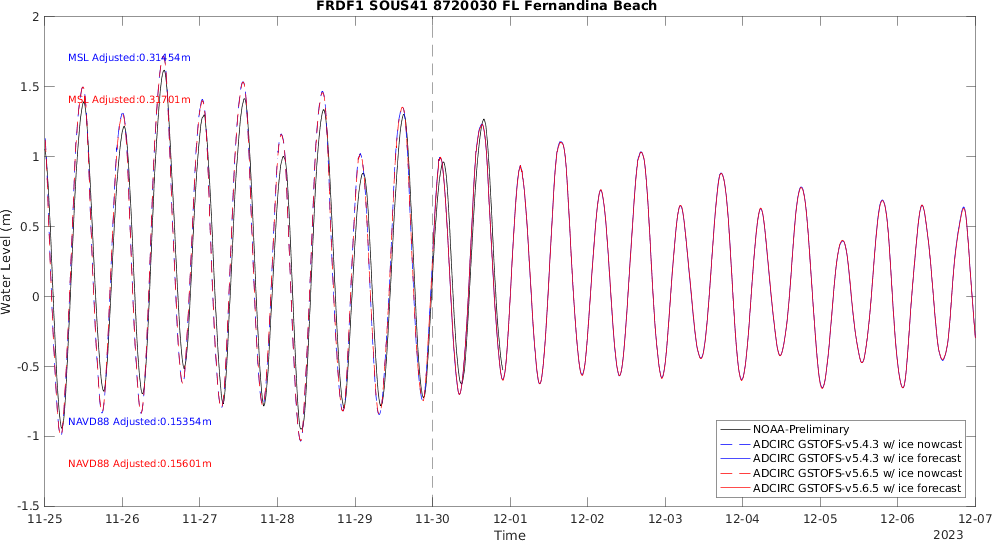 FRDF1 SOUS41 8720030 FL Fernandina Beach
2
MSL Adjusted:0.31454m
1.5
MSL Adjusted:0.31701m
1
0.5
Water Level (m)
0
-0.5
NAVD88 Adjusted:0.15354m
-1
NAVD88 Adjusted:0.15601m
-1.5
NOAA-Preliminary
ADCIRC GSTOFS-v5.4.3 w/ ice nowcast
ADCIRC GSTOFS-v5.4.3 w/ ice forecast
ADCIRC GSTOFS-v5.6.5 w/ ice nowcast
ADCIRC GSTOFS-v5.6.5 w/ ice forecast
11-25 11-26 11-27 11-28 11-29 11-30 12-01 12-02 12-03 12-04 12-05 12-06 12-07
Time
2023